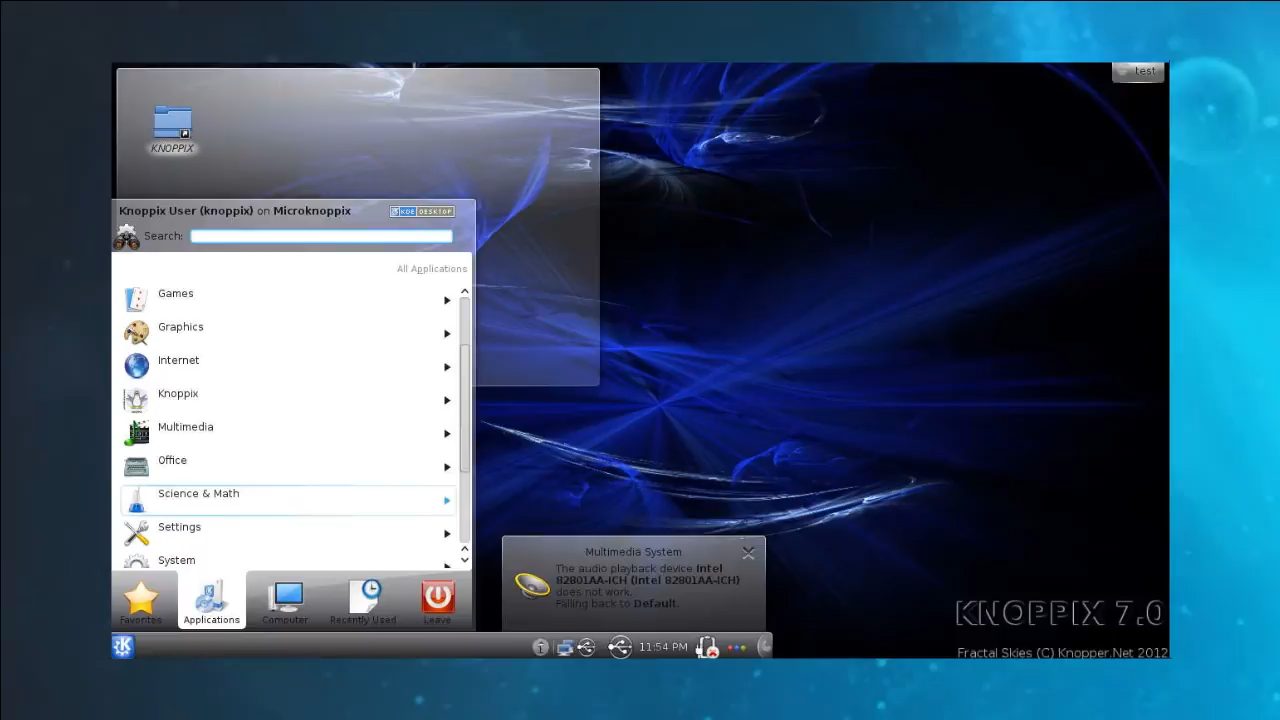 test
KNOPPIX
Knoppix User (knoppix) on Microknoppix
KDE DESKTOP
Search:
All Applications
Games
Graphics
Internet
Knoppix
Multimedia
Office
Science & Math
Settings
System
Favorites
Applications
Computer
Recently Used
Leave
Multimedia System
The audio playback device Intel
82801AA-ICH (Intel 82801AA-ICH)
does not work.
Falling back to Default.
11:54 PM
KNOPPIX 7.0
Fractal Skies (C) Knopper.Net 2012